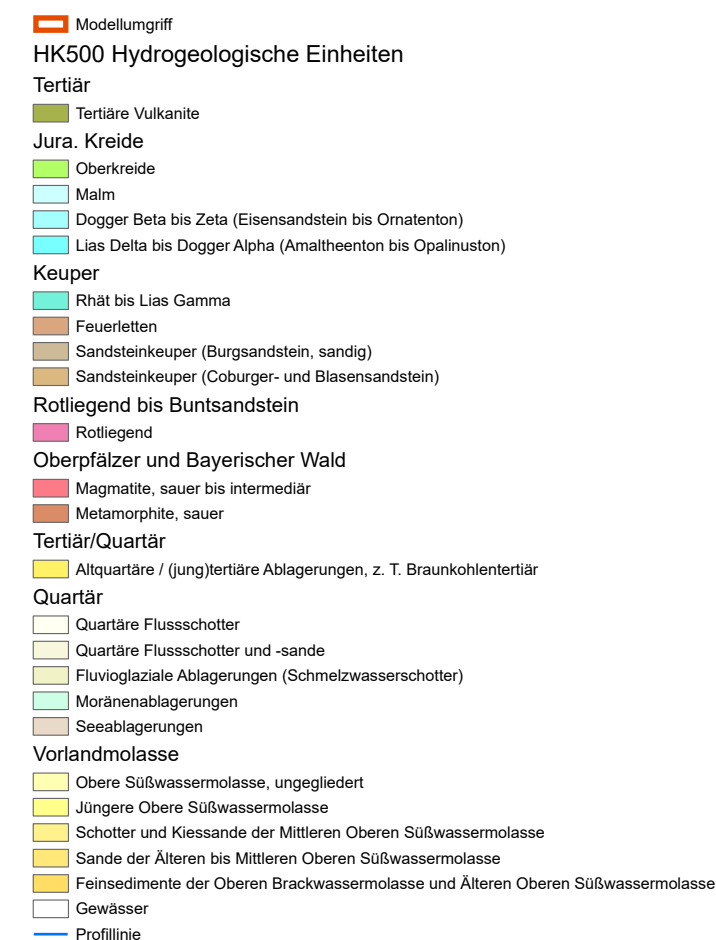 Modellumgriff
HK500 Hydrogeologische Einheiten
Tertiär
Tertiäre Vulkanite
Jura. Kreide
Oberkreide
Malm
Dogger Beta bis Zeta (Eisensandstein bis Ornatenton)
Lias Delta bis Dogger Alpha (Amaltheenton bis Opalinuston)
Keuper
Rhät bis Lias Gamma
Feuerletten
Sandsteinkeuper (Burgsandstein, sandig)
Sandsteinkeuper (Coburger- und Blasensandstein)
Rotliegend bis Buntsandstein
Rotliegend
Oberpfälzer und Bayerischer Wald
Magmatite, sauer bis intermediär
Metamorphite, sauer
Tertiär/Quartär
Altquartäre / (jung)tertiäre Ablagerungen, z. T. Braunkohlentertiär
Quartär
Quartäre Flussschotter
Quartäre Flussschotter und -sande
Fluvioglaziale Ablagerungen (Schmelzwasserschotter)
Moränenablagerungen
Seeablagerungen
Vorlandmolasse
Obere Süßwassermolasse, ungegliedert
Jüngere Obere Süßwassermolasse
Schotter und Kiessande der Mittleren Oberen Süßwassermolasse
Sande der Älteren bis Mittleren Oberen Süßwassermolasse
Feinsedimente der Oberen Brackwassermolasse und Älteren Oberen Süßwassermolasse
Gewässer
Profillinie